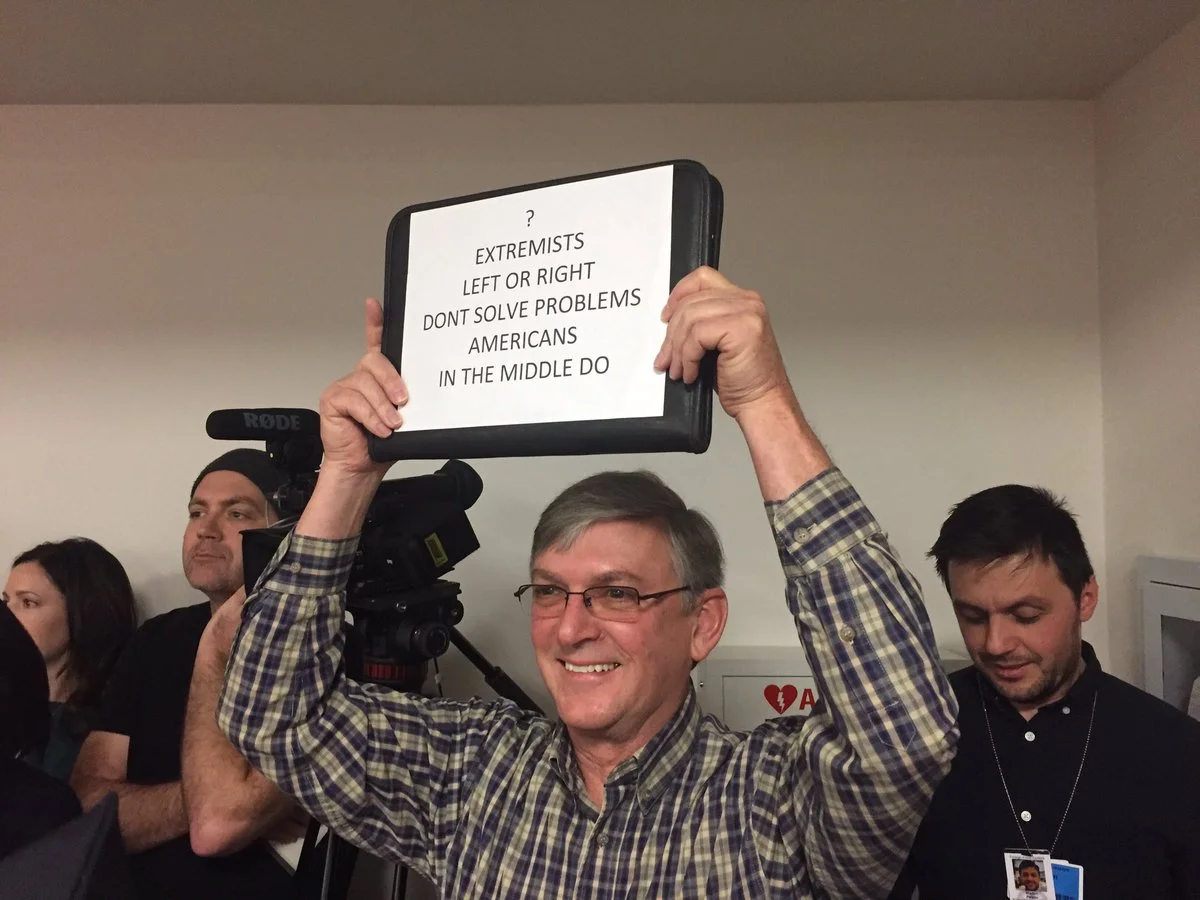 ?
EXTREMISTS
LEFT OR RIGHT
DONT SOLVE PROBLEMS
AMERICANS
IN THE MIDDLE DO
RØDE
A